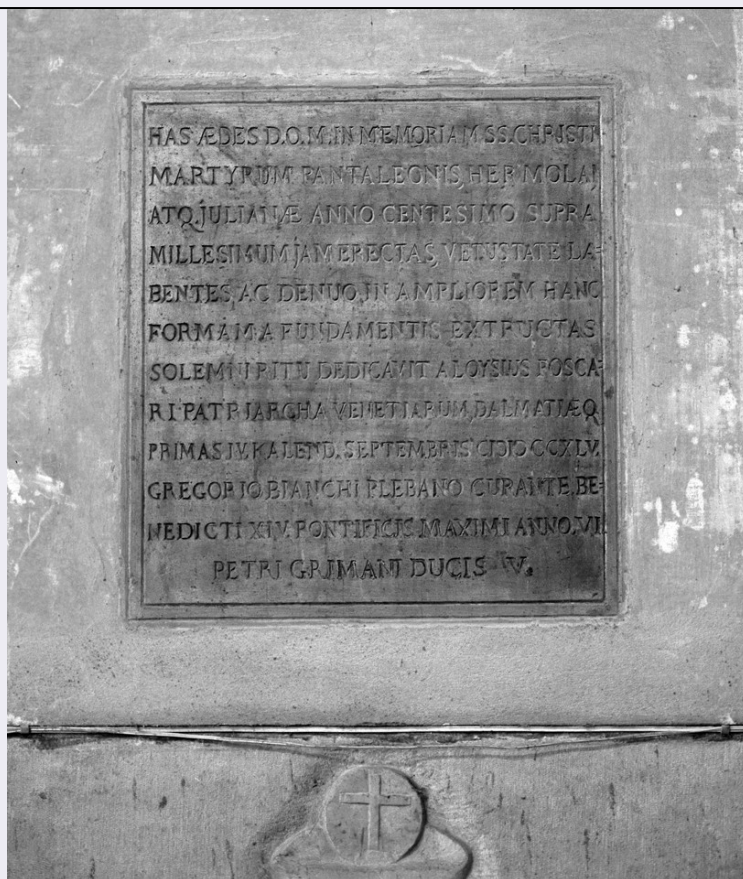 HAS ÆDES D.O.M. IN MEMORIAM SS. CHRISTI
MARTYRUM PANTALEONIS, HERMOLAI
ATQ. JULIANÆ ANNO CENTESIMO SUPRA
MILLESIMUM JAM ERECTAS, VETUSTATE LA=
BENTES, AC DENUO, IN AMPLIOREM HANC
FORMAM A FUNDAMENTIS EXTRUCTAS
SOLEMNI RITU DEDICAVIT ALOYSIUS FOSCA=
RI PATRIARCHA VENETIARUM, DALMATIÆQ.
PRIMAS IV. KALEND. SEPTEMBRIS CIƆIƆCCXLV.
GREGORIO BIANCHI PLEBANO CURANTE, BE=
NEDICTI XIV. PONTIFICIS MAXIMI ANNO. VI.
PETRI GRIMANI DUCIS V.